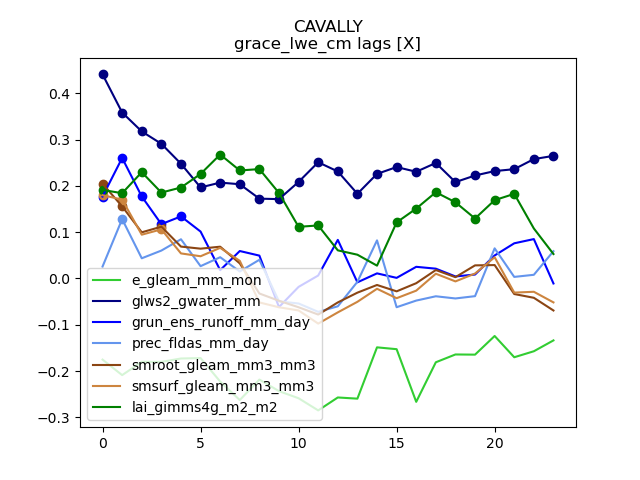 CAVALLY
grace_lwe_cm lags [X]
0.4
0.3
0.2
0.1
0.0
−0.1
−0.2
−0.3
e_gleam_mm_mon
glws2_gwater_mm
grun_ens_runoff_mm_day
prec_fldas_mm_day
smroot_gleam_mm3_mm3
smsurf_gleam_mm3_mm3
lai_gimms4g_m2_m2
0 5 10 15 20